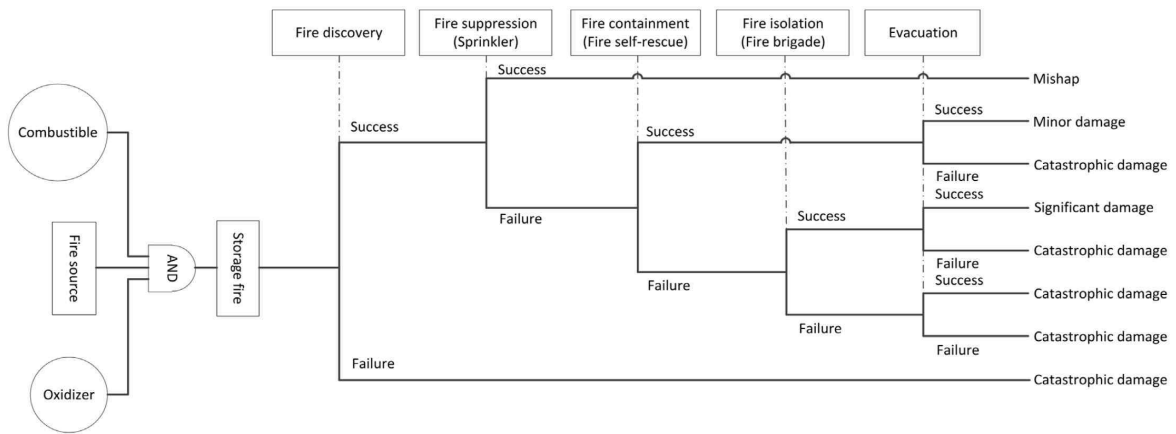 Fire discovery
Fire suppression
(Sprinkler)
Fire containment
(Fire self-rescue)
Fire isolation
(Fire brigade)
Evacuation
Success
Mishap
Success
Minor damage
Combustible
Success
Success
Catastrophic damage
Failure
Success
Significant damage
Failure
Success
Fire source
AND
Storage fire
Catastrophic damage
Failure
Success
Failure
Catastrophic damage
Failure
Catastrophic damage
Failure
Failure
Catastrophic damage
Oxidizer